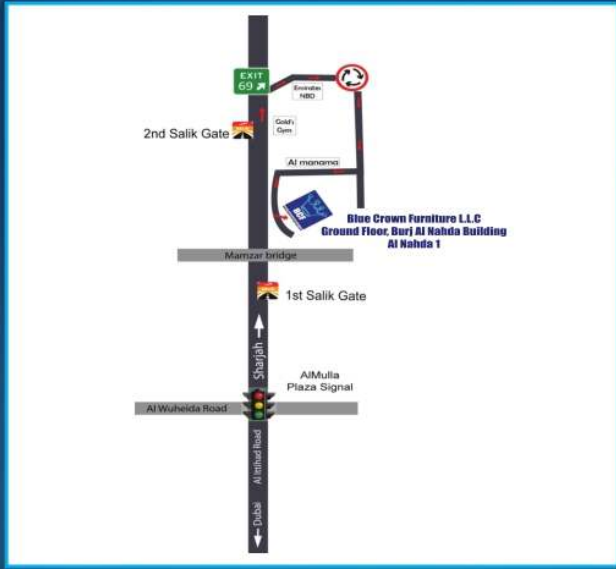 EXIT
69
Emirates
NBD
2nd Salik Gate
Gold's
Gym
Al manama
BCF
Blue Crown Furniture L.L.C
Ground Floor, Burj Al Nahda Building
Al Nahda 1
Mamzar bridge
1st Salik Gate
Sharjah
AlMulla
Plaza Signal
Al Wuheida Road
Al Ittihad Road
Dubai